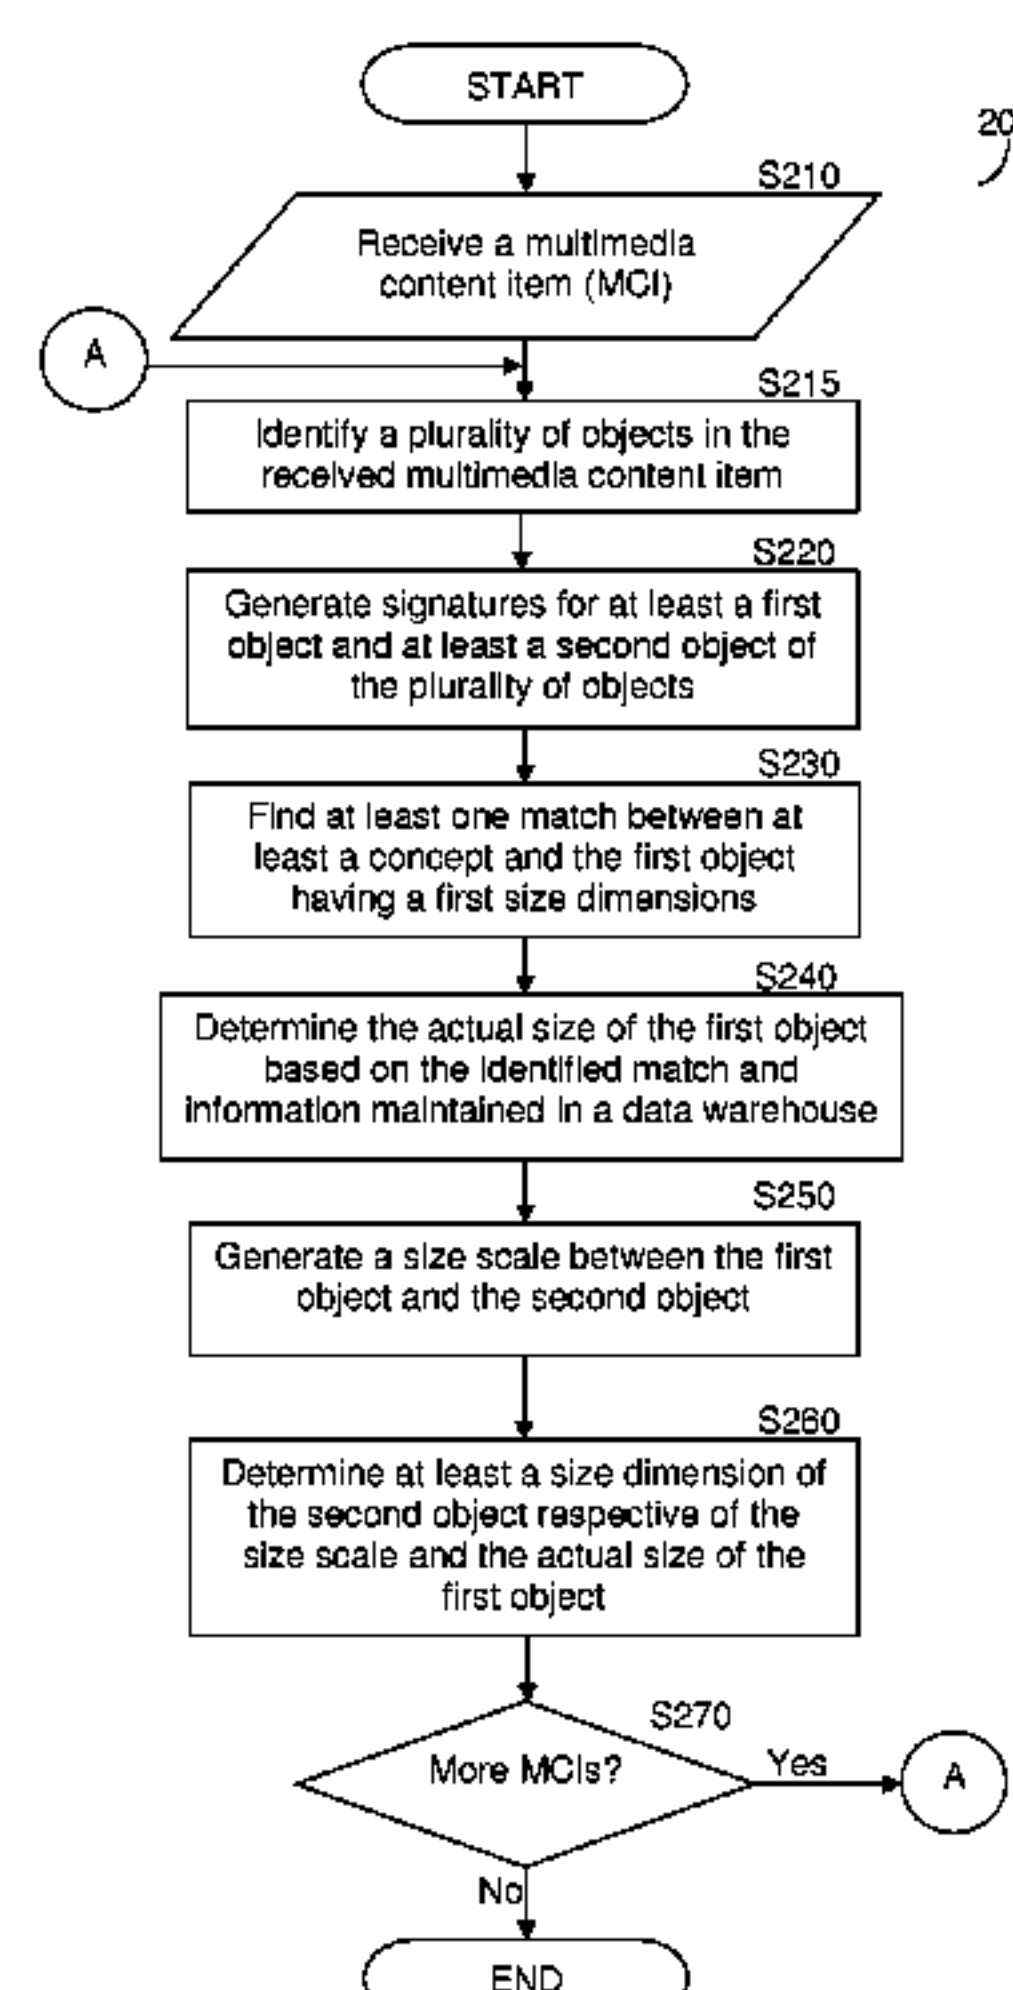 START
20
S210
Receive a multimedia
content item (MCI)
A
S215
Identify a plurality of objects in the
received multimedia content item
S220
Generate signatures for at least a first
object and at least a second object of
the plurality of objects
S230
Find at least one match between at
least a concept and the first object
having a first size dimensions
S240
Determine the actual size of the first object
based on the identified match and
information maintained in a data warehouse
S250
Generate a size scale between the first
object and the second object
S260
Determine at least a size dimension of
the second object respective of the
size scale and the actual size of the
first object
S270
More MCIs?
Yes
A
No
END